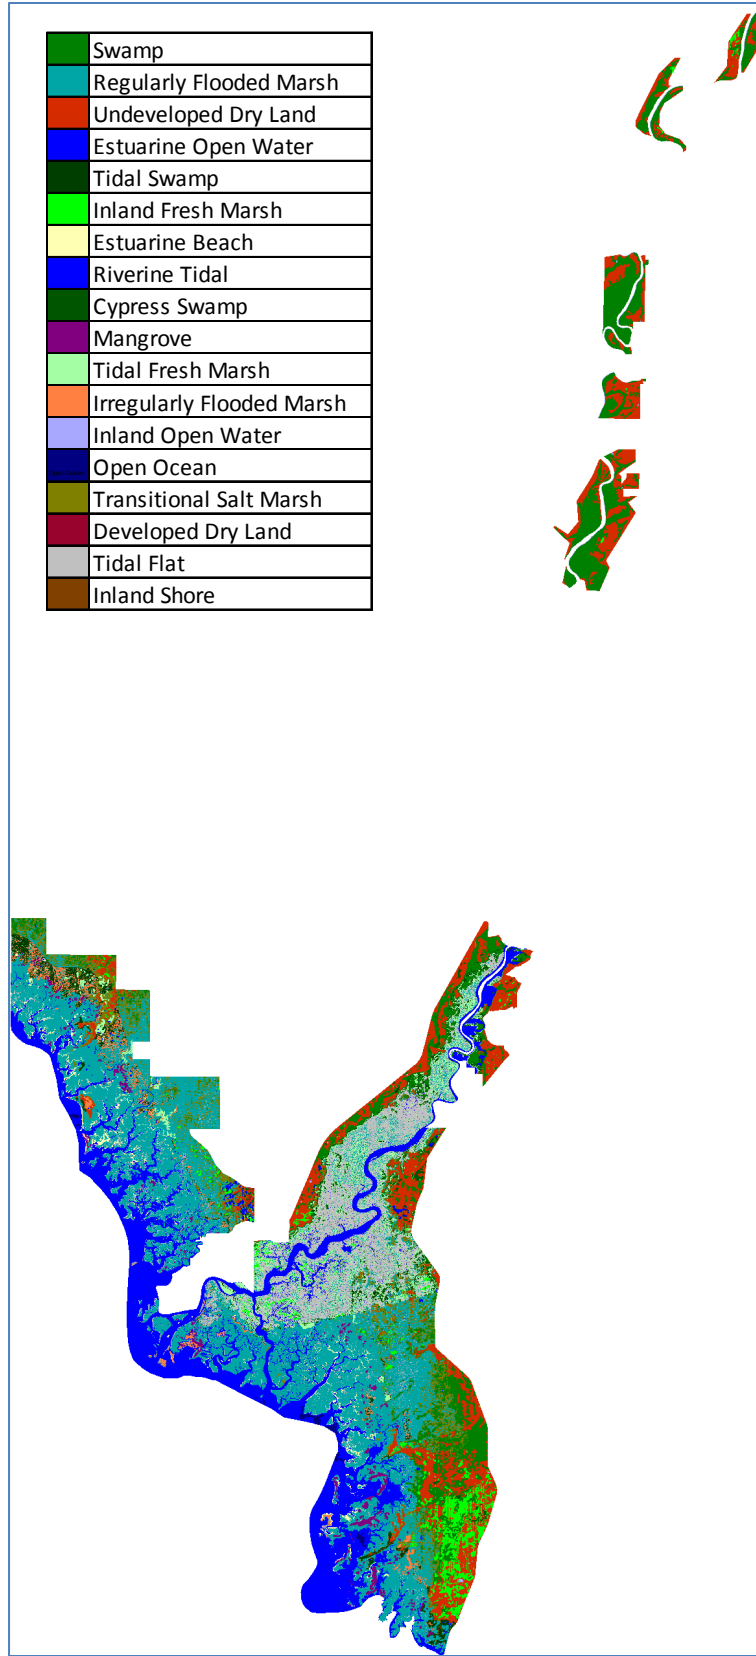 Swamp
Regularly Flooded Marsh
Undeveloped Dry Land
Estuarine Open Water
Tidal Swamp
Inland Fresh Marsh
Estuarine Beach
Riverine Tidal
Cypress Swamp
Mangrove
Tidal Fresh Marsh
Irregularly Flooded Marsh
Inland Open Water
Open Ocean
Transitional Salt Marsh
Developed Dry Land
Tidal Flat
Inland Shore